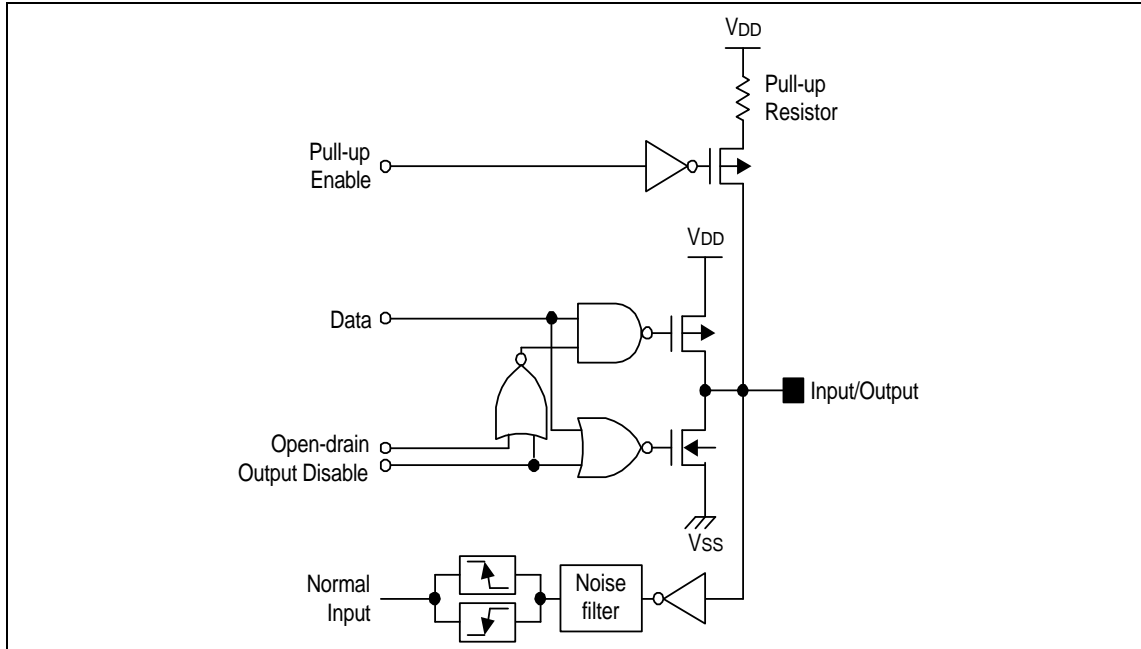 VDD
Pull-up
Resistor
Pull-up
Enable
VDD
Data
Input/Output
Open-drain
Output Disable
VSS
Normal
Input
Noise
filter